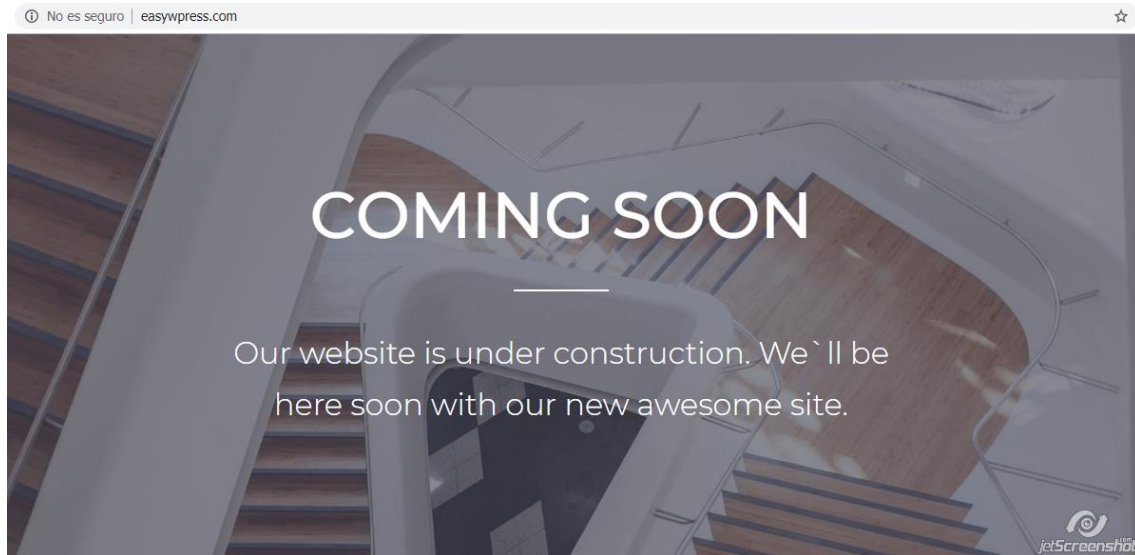 No es seguro easywpress.com
COMING SOON
Our website is under construction. We`ll be
here soon with our new awesome site.
jetScreenshot
.com